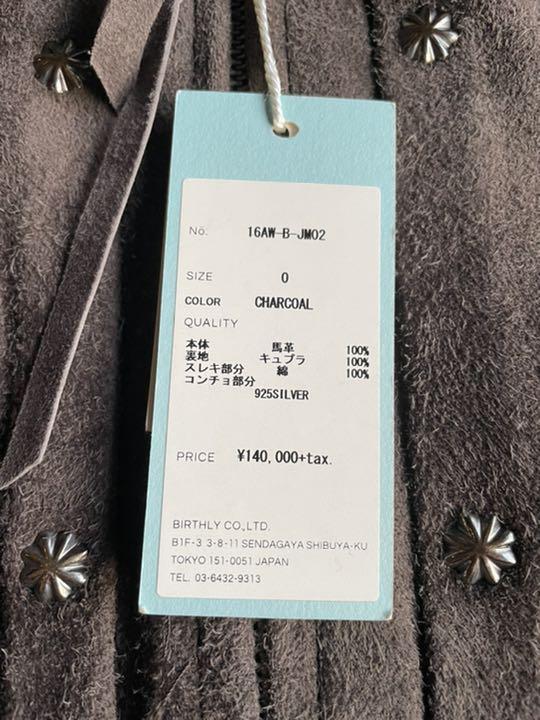 No. 16AW-B-JM02
SIZE 0
COLOR CHARCOAL
QUALITY
本体 馬革 100%
裏地 キュプラ 100%
スレキ部分 綿 100%
コンチョ部分
925SILVER
PRICE ¥140,000+tax.
BIRTHLY CO.,LTD.
B1F-3 3-8-11 SENDAGAYA SHIBUYA-KU
TOKYO 151-0051 JAPAN
TEL. 03-6432-9313